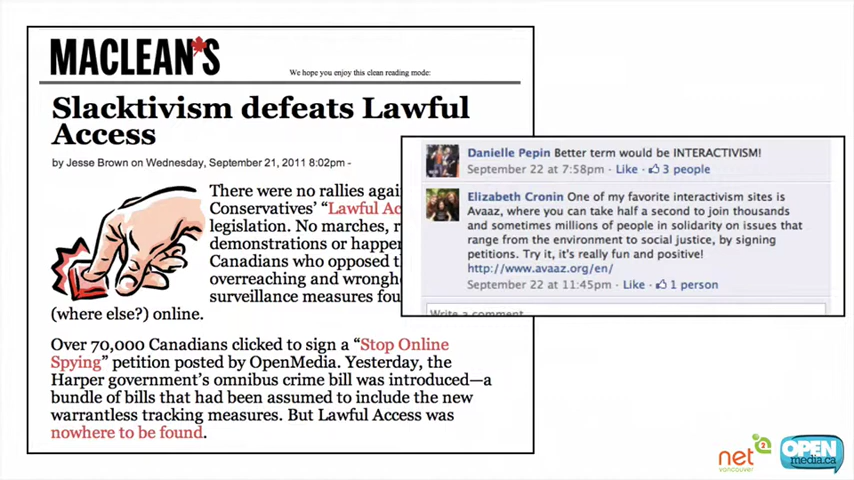 MACLEAN'S
We hope you enjoy this clean reading mode:
Slacktivism defeats Lawful
Access
by Jesse Brown on Wednesday, September 21, 2011 8:02pm -
There were no rallies agai
Conservatives' "Lawful Ac
legislation. No marches, r
demonstrations or happer
Canadians who opposed t
overreaching and wrongh
surveillance measures fou
(where else?) online.
Over 70,000 Canadians clicked to sign a "Stop Online
Spying" petition posted by OpenMedia. Yesterday, the
Harper government's omnibus crime bill was introduced—a
bundle of bills that had been assumed to include the new
warrantless tracking measures. But Lawful Access was
nowhere to be found.
Danielle Pepin Better term would be INTERACTIVISM!
September 22 at 7:58pm - Like - 3 people
Elizabeth Cronin One of my favorite interactivism sites is
Avaaz, where you can take half a second to join thousands
and sometimes millions of people in solidarity on issues that
range from the environment to social justice, by signing
petitions. Try it, it's really fun and positive!
http://www.avaaz.org/en/
September 22 at 11:45pm - Like - 1 person
Write a comment
net2
vancouver
OPEN
media.ca